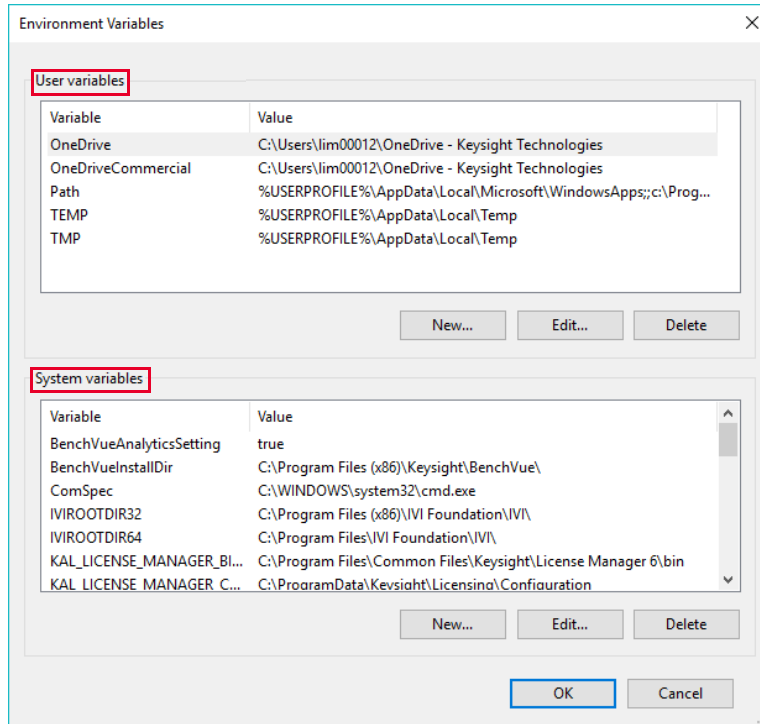 Environment Variables
User variables
Variable Value
OneDrive C:\Users\lim00012\OneDrive - Keysight Technologies
OneDriveCommercial C:\Users\lim00012\OneDrive - Keysight Technologies
Path %USERPROFILE%\AppData\Local\Microsoft\WindowsApps;;c:\Prog...
TEMP %USERPROFILE%\AppData\Local\Temp
TMP %USERPROFILE%\AppData\Local\Temp
New... Edit... Delete
System variables
Variable Value
BenchVueAnalyticsSetting true
BenchVueInstallDir C:\Program Files (x86)\Keysight\BenchVue\
ComSpec C:\WINDOWS\system32\cmd.exe
IVIROOTDIR32 C:\Program Files (x86)\IVI Foundation\IVI\
IVIROOTDIR64 C:\Program Files\IVI Foundation\IVI\
KAL_LICENSE_MANAGER_BI... C:\Program Files\Common Files\Keysight\License Manager 6\bin
KAL_LICENSE_MANAGER_C... C:\ProgramData\Keysight\Licensing\Configuration
New... Edit... Delete
OK Cancel